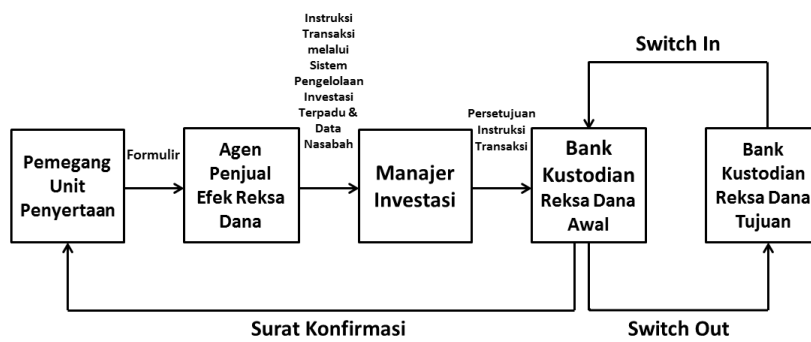 Instruksi
Transaksi
melalui
Sistem
Pengelolaan
Investasi
Terpadu &
Data
Nasabah
Switch In
Persetujuan
Instruksi
Transaksi
Formulir
Pemegang
Unit
Penyertaan
Agen
Penjual
Efek Reksa
Dana
Manajer
Investasi
Bank
Kustodian
Reksa Dana
Awal
Bank
Kustodian
Reksa Dana
Tujuan
Surat Konfirmasi
Switch Out